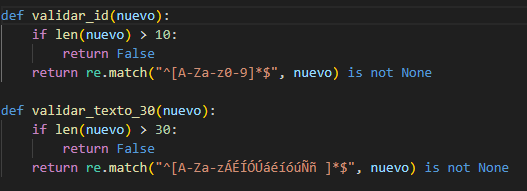 def validar_id(nuevo):
    if len(nuevo) > 10:
        return False
    return re.match("^[A-Za-z0-9]*$", nuevo) is not None

def validar_texto_30(nuevo):
    if len(nuevo) > 30:
        return False
    return re.match("^[A-Za-zÁÉÍÓÚáéíóúÑñ ]*$", nuevo) is not None